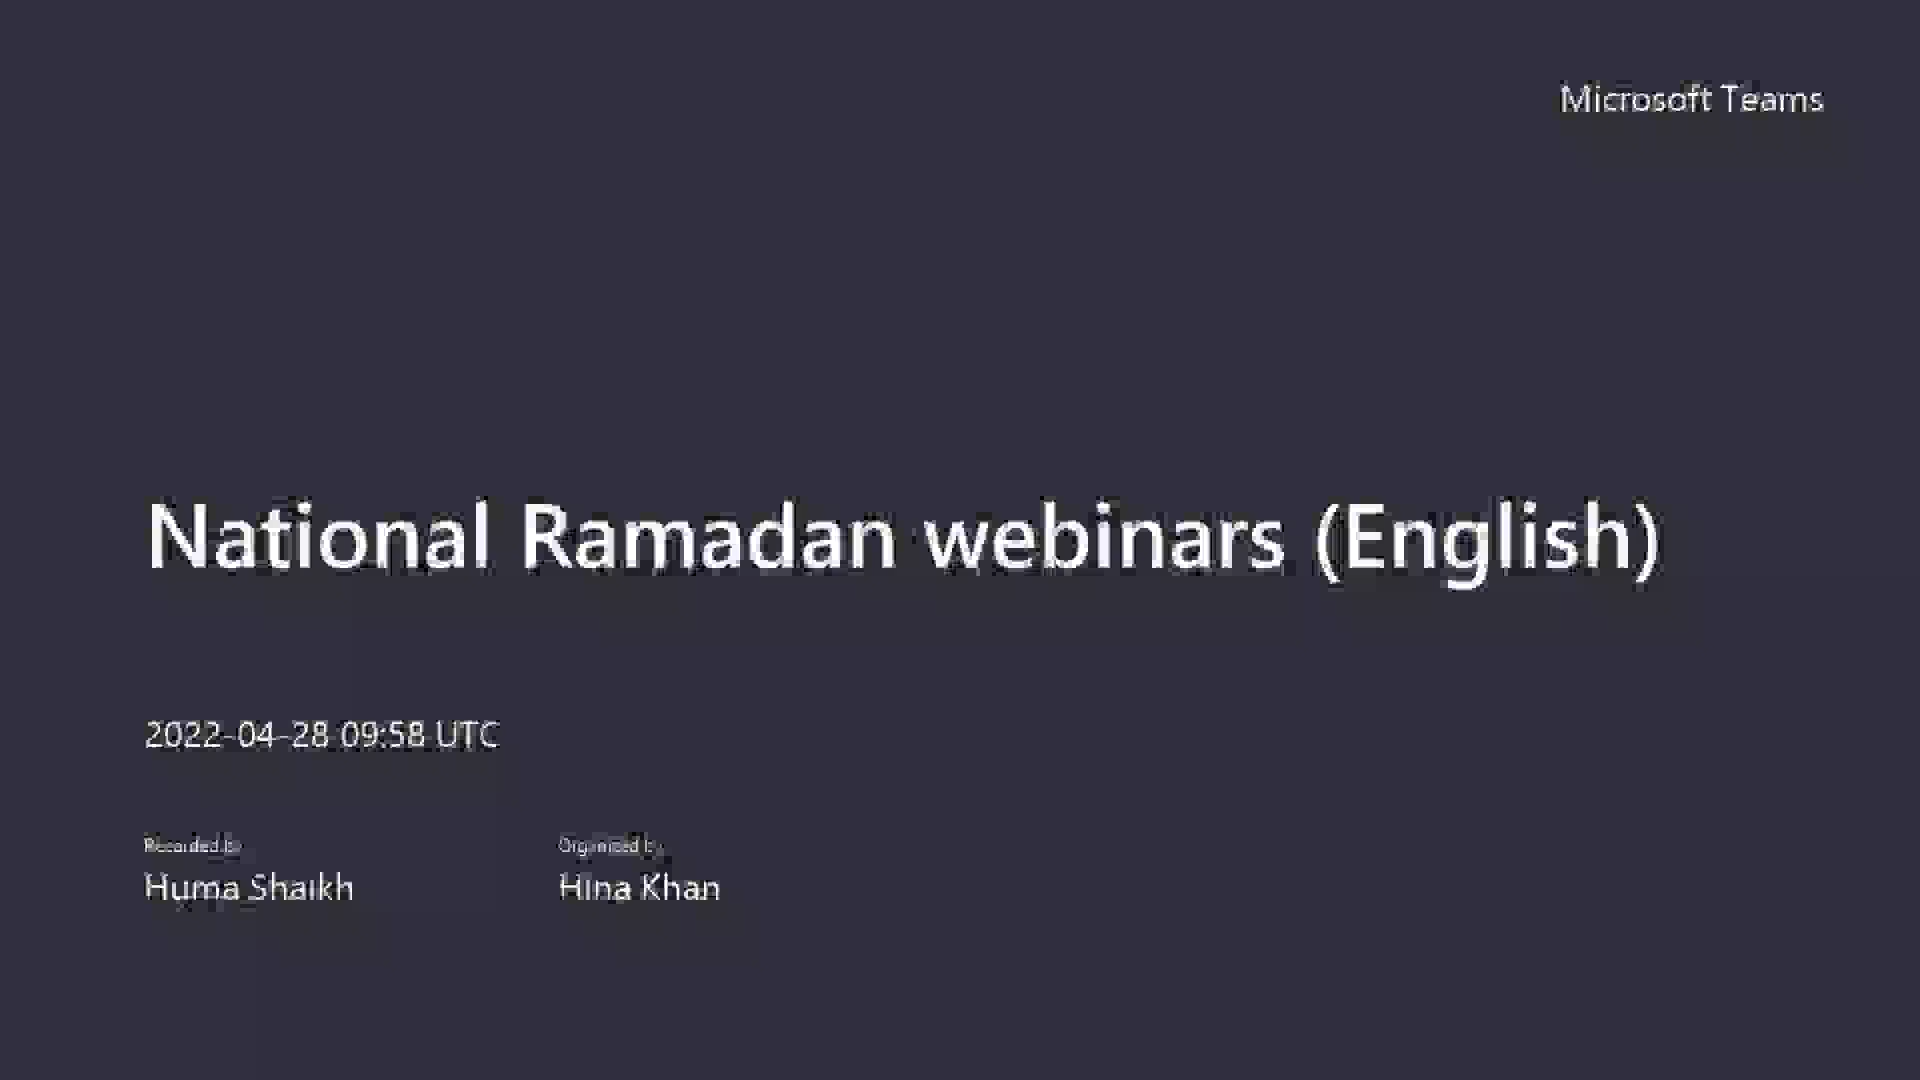 Microsoft Teams
National Ramadan webinars (English)
2022-04-28 09:58 UTC
Recorded by
Organized by
Huma Shaikh
Hina Khan